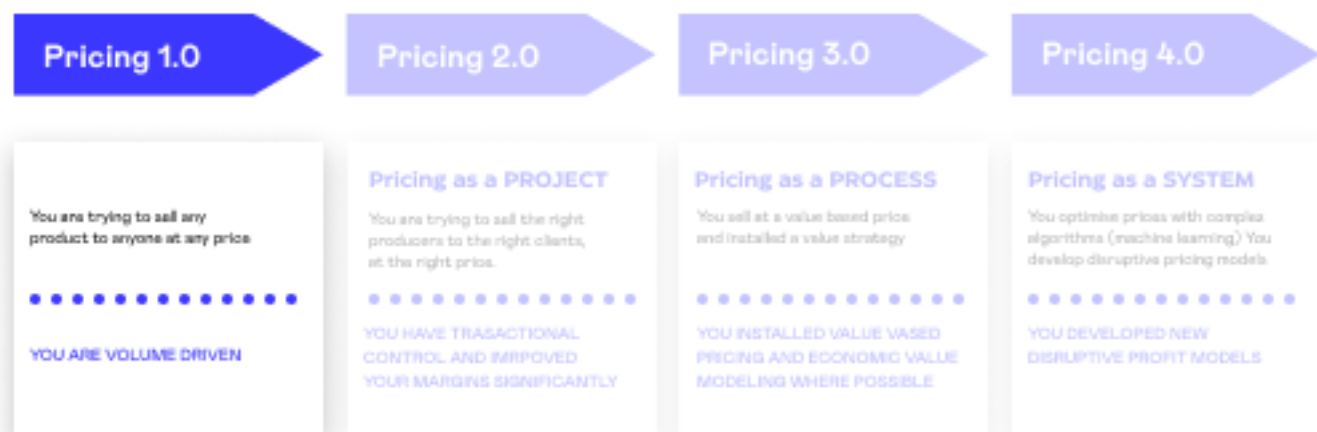 Pricing 1.0
Pricing 2.0
Pricing 3.0
Pricing 4.0
You are trying to sell any
product to anyone at any price
YOU ARE VOLUME DRIVEN
Pricing as a PROJECT
You are trying to sell the right
producers to the right clients,
at the right price.
YOU HAVE TRASACTIONAL
CONTROL AND IMRPOVED
YOUR MARGINS SIGNIFICANTLY
Pricing as a PROCESS
You sell at a value based price
and installed a value strategy
YOU INSTALLED VALUE VASED
PRICING AND ECONOMIC VALUE
MODELING WHERE POSSIBLE
Pricing as a SYSTEM
You optimise prices with complex
algorithms (machine learning) You
develop disruptive pricing models
YOU DEVELOPED NEW
DISRUPTIVE PROFIT MODELS